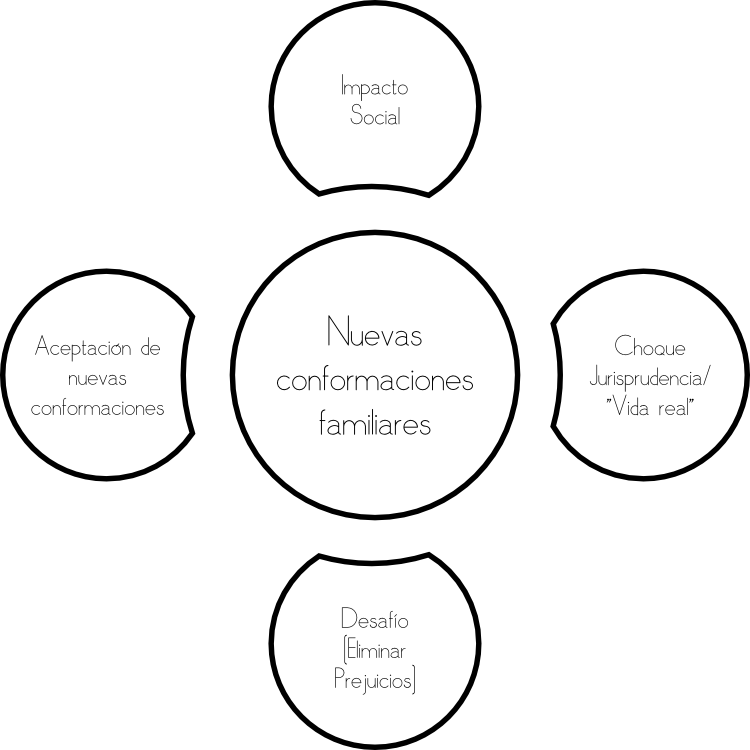 Impacto
Social
Aceptación de
nuevas
conformaciones
Nuevas
conformaciones
familiares
Choque
Jurisprudencia/
"Vida real"
Desafío
(Eliminar
Prejuicios)